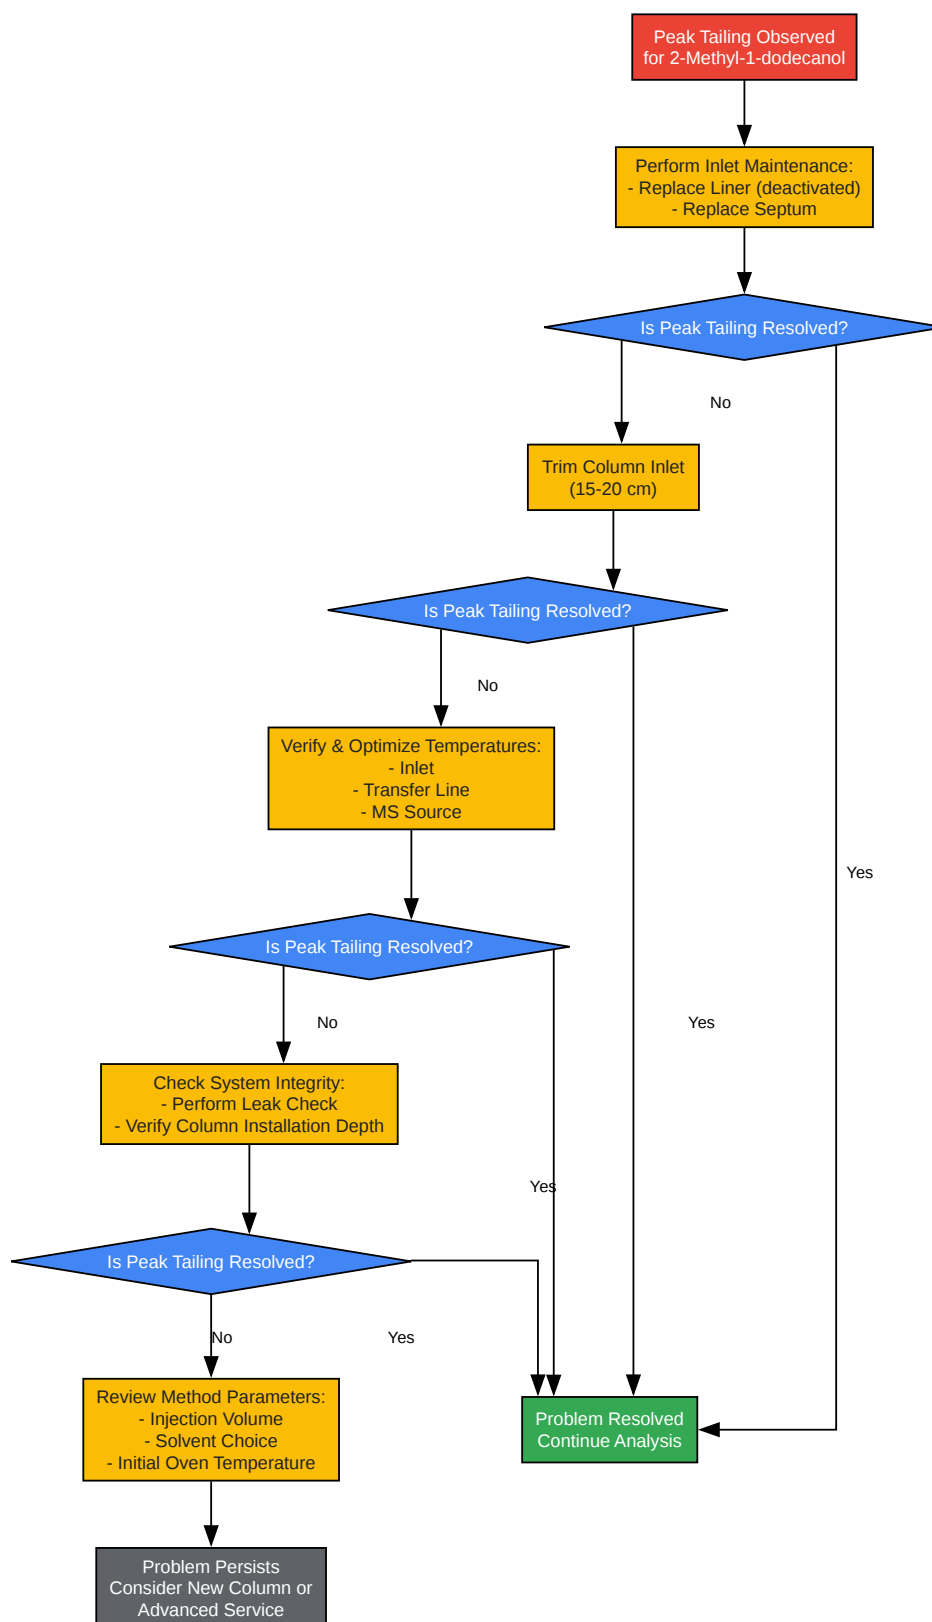 Peak Tailing Observed
for 2-Methyl-1-dodecanol
Perform Inlet Maintenance:
- Replace Liner (deactivated)
- Replace Septum
Is Peak Tailing Resolved?
No
Trim Column Inlet
(15-20 cm)
Is Peak Tailing Resolved?
No
Verify & Optimize Temperatures:
- Inlet
- Transfer Line
- MS Source
Yes
Is Peak Tailing Resolved?
No
Yes
Check System Integrity:
- Perform Leak Check
- Verify Column Installation Depth
Yes
Is Peak Tailing Resolved?
No
Yes
Review Method Parameters:
- Injection Volume
- Solvent Choice
- Initial Oven Temperature
Problem Resolved
Continue Analysis
Problem Persists
Consider New Column or
Advanced Service